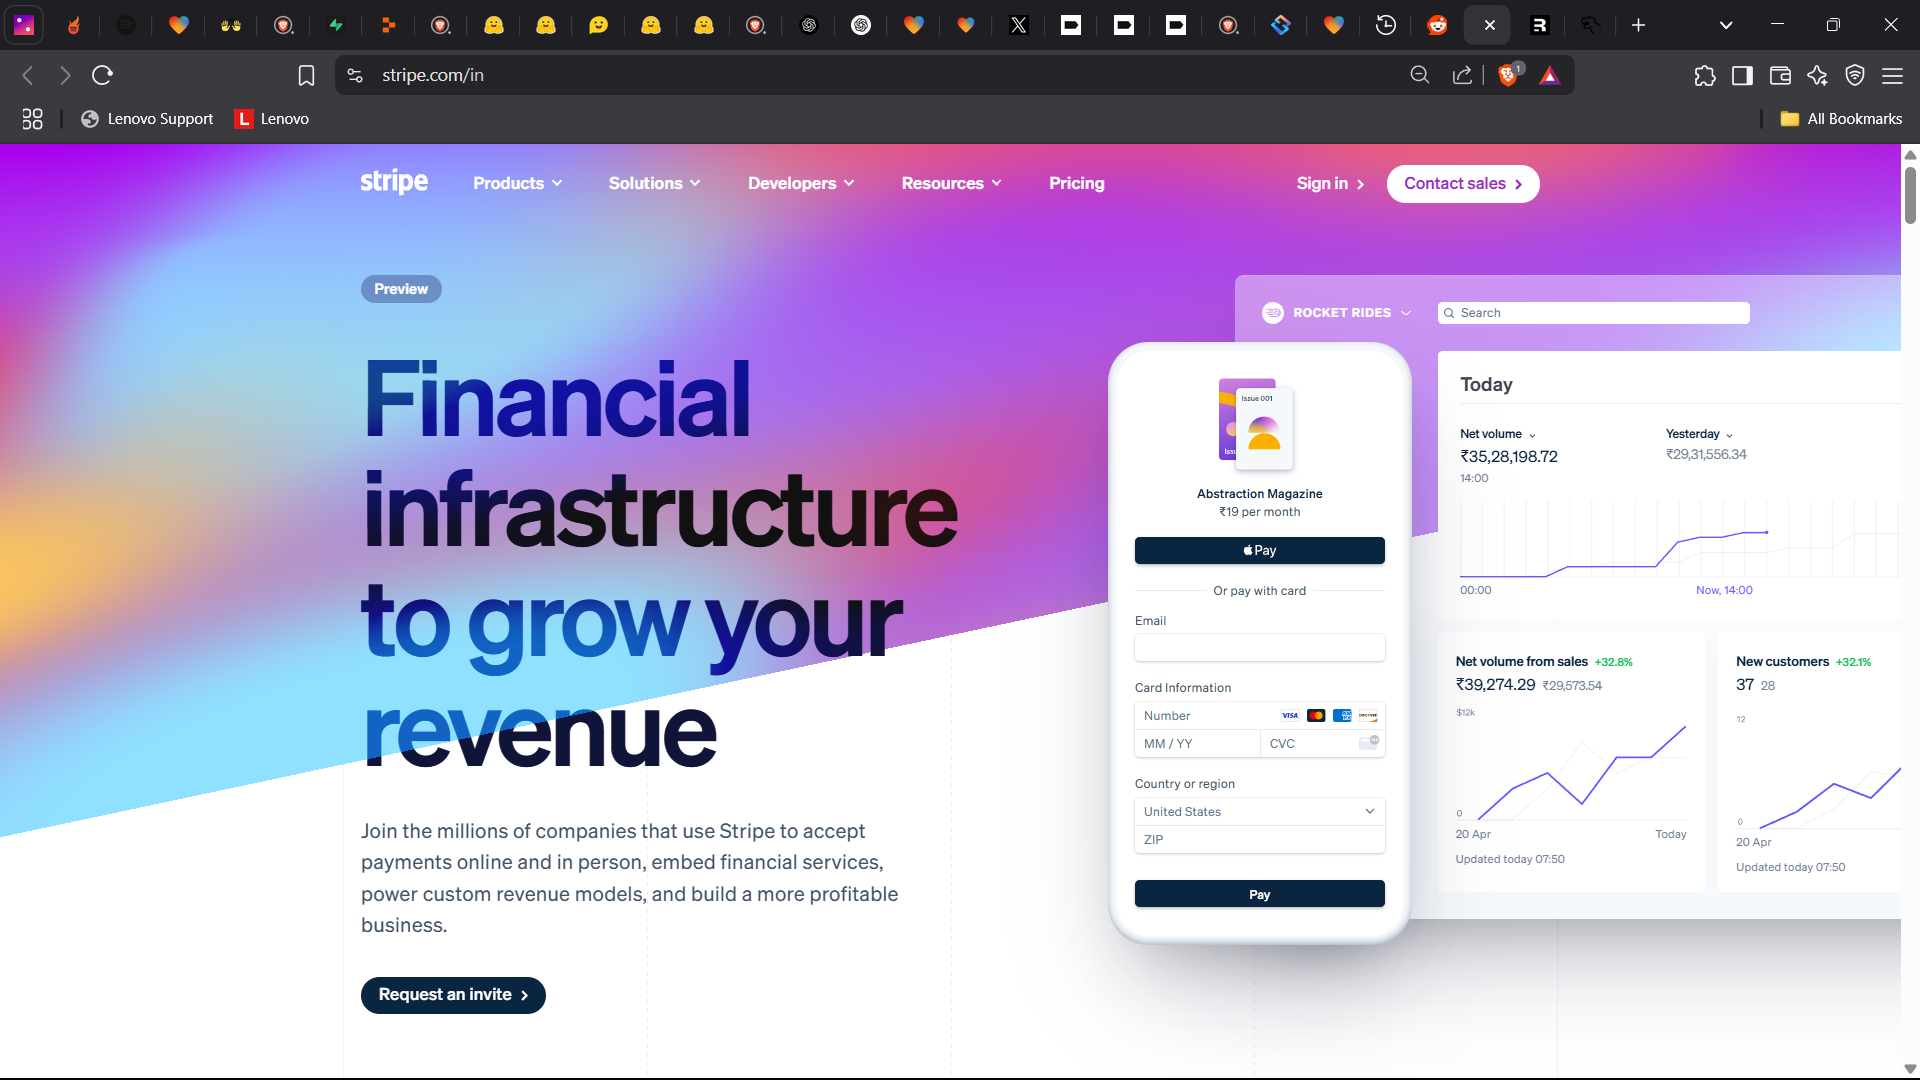 stripe.com/in
1
Lenovo Support
L
Lenovo
All Bookmarks
stripe
Products
Solutions
Developers
Resources
Pricing
Sign in
Contact sales
Preview
Financial
infrastructure
to grow your
revenue
Join the millions of companies that use Stripe to accept
payments online and in person, embed financial services,
power custom revenue models, and build a more profitable
business.
Request an invite
ROCKET RIDES
Search
Issue 001
Abstraction Magazine
₹19 per month
Pay
Or pay with card
Email
Card Information
Number
VISA
MM / YY
CVC
Country or region
United States
ZIP
Pay
Today
Net volume
₹35,28,198.72
14:00
Yesterday
₹29,31,556.34
00:00
Now, 14:00
Net volume from sales +32.8%
₹39,274.29 ₹29,573.54
$12k
0
20 Apr
Today
Updated today 07:50
New customers +32.1%
37 28
12
0
20 Apr
Updated today 07:50